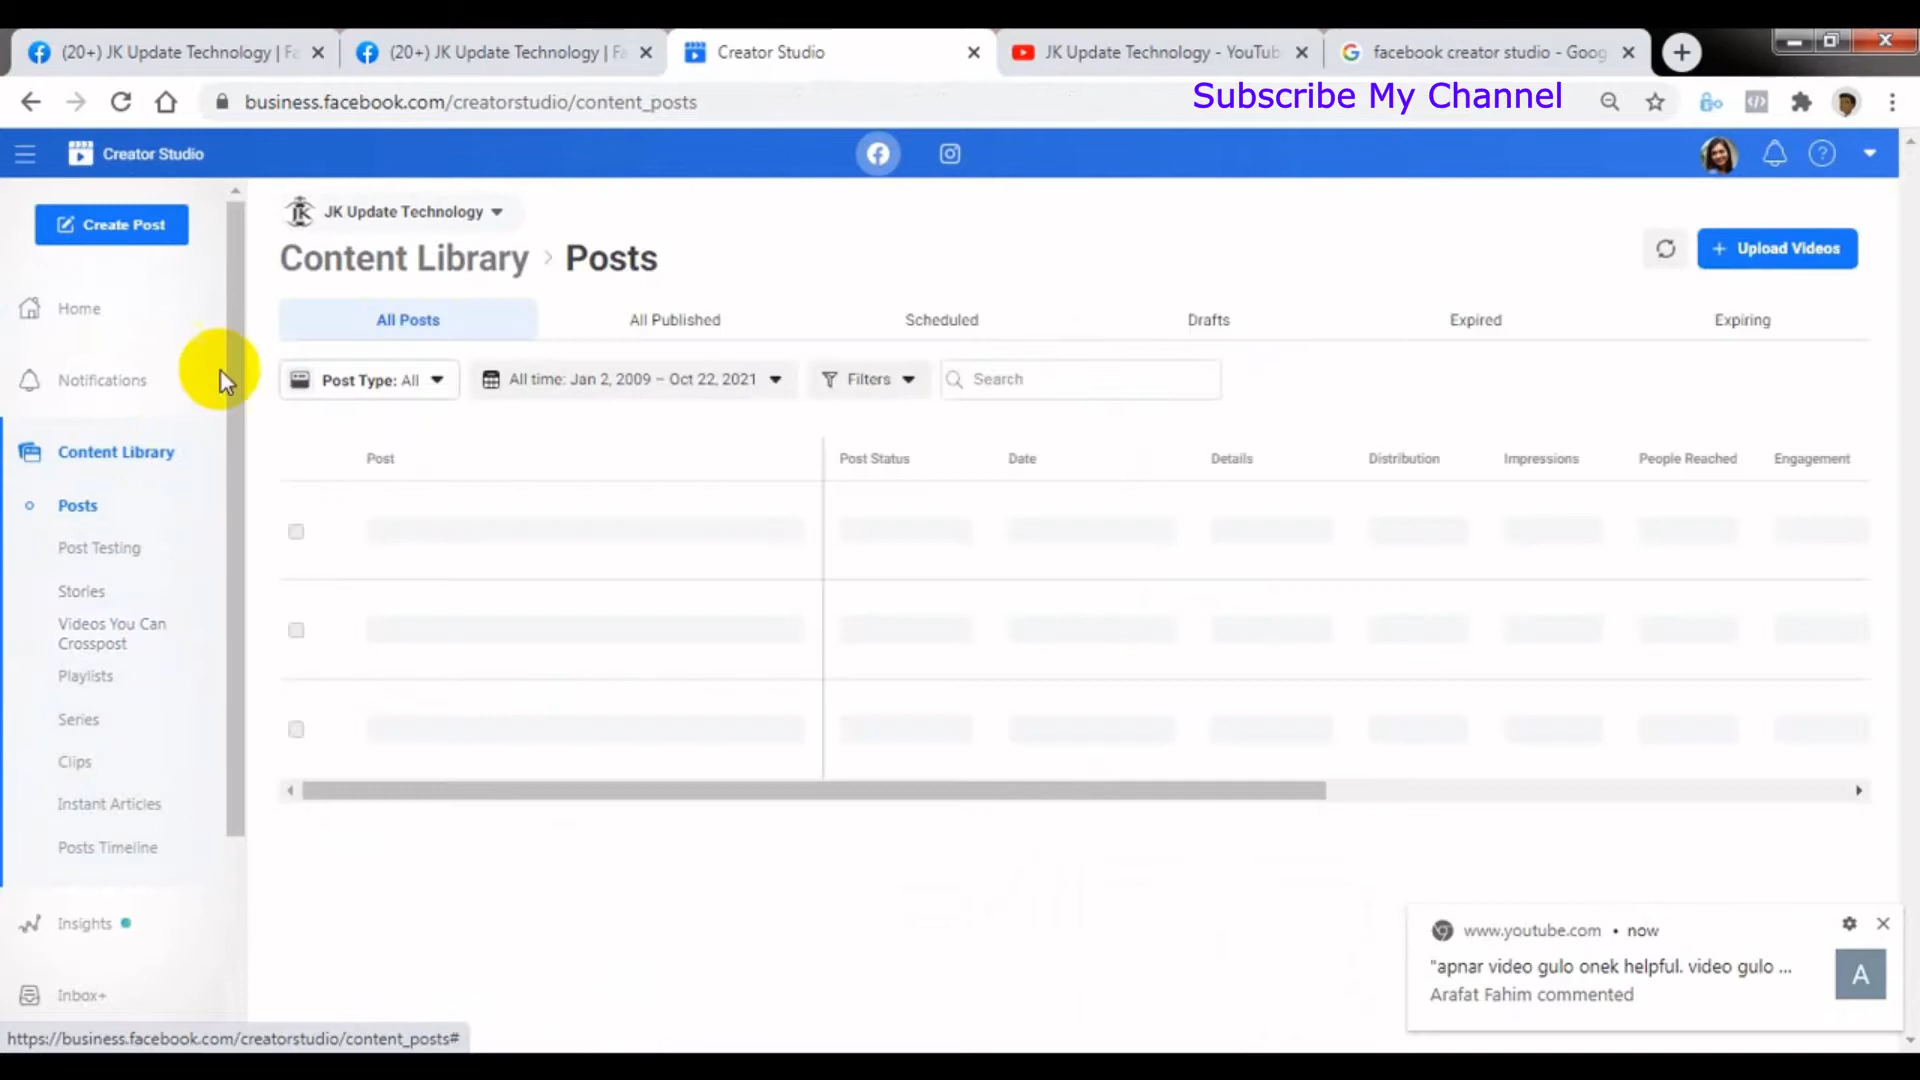 (20+) JK Update Technology | Fa
(20+) JK Update Technology | Fa
Creator Studio
JK Update Technology - YouTub
facebook creator studio - Goog
business.facebook.com/creatorstudio/content_posts
Subscribe My Channel
Creator Studio
Create Post
Home
Notifications
Content Library
Posts
Post Testing
Stories
Videos You Can
Crosspost
Playlists
Series
Clips
Instant Articles
Posts Timeline
Insights
Inbox+
JK Update Technology
Content Library > Posts
+ Upload Videos
All Posts
All Published
Scheduled
Drafts
Expired
Expiring
Post Type: All
All time: Jan 2, 2009 – Oct 22, 2021
Filters
Search
Post
Post Status
Date
Details
Distribution
Impressions
People Reached
Engagement
www.youtube.com • now
"apnar video gulo onek helpful. video gulo ...
Arafat Fahim commented
A
https://business.facebook.com/creatorstudio/content_posts#